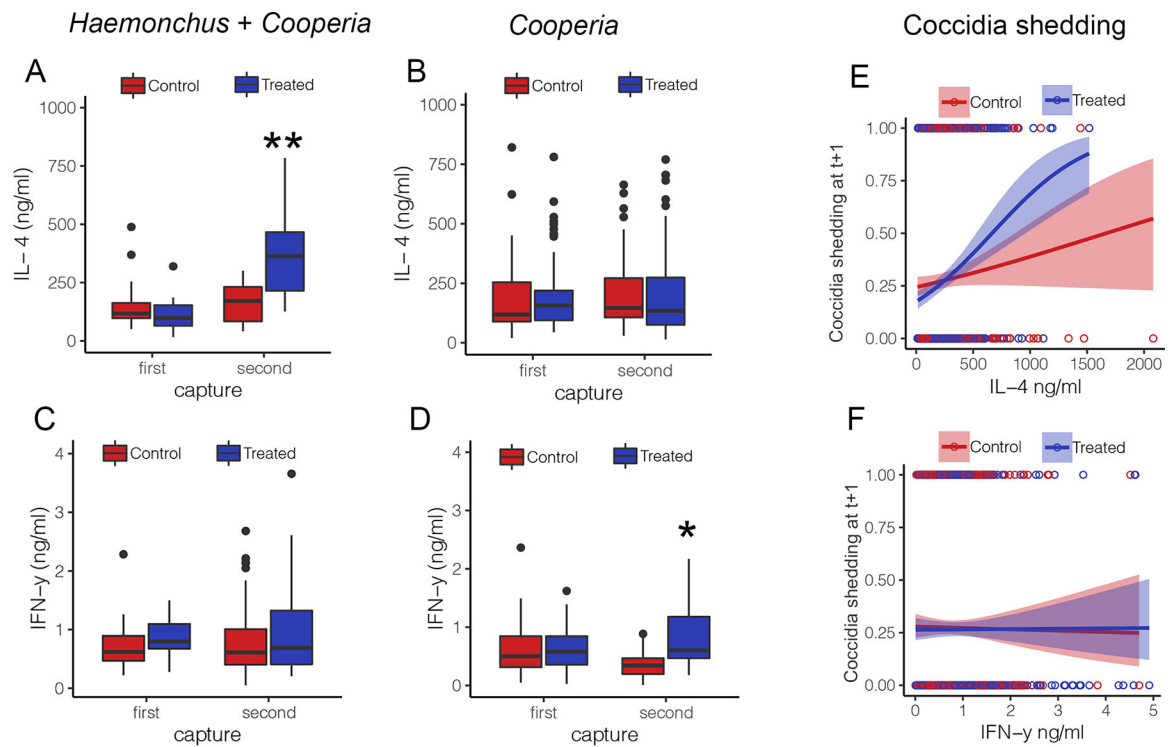 Haemonchus + Cooperia
Cooperia
Coccidia shedding
A
Control
Treated
1000
750
500
250
0
IL- 4 (ng/ml)
**
first
second
capture
B
Control
Treated
1000
750
500
250
0
IL- 4 (ng/ml)
first
second
capture
E
Control
Treated
1.00
0.75
0.50
0.25
0.00
Coccidia shedding at t+1
0
500
1000
1500
2000
IL-4 ng/ml
C
Control
Treated
4
3
2
1
0
IFN-y (ng/ml)
first
second
capture
D
Control
Treated
4
3
2
1
0
IFN-y (ng/ml)
*
first
second
capture
F
Control
Treated
1.00
0.75
0.50
0.25
0.00
Coccidia shedding at t+1
0
1
2
3
4
5
IFN-y ng/ml